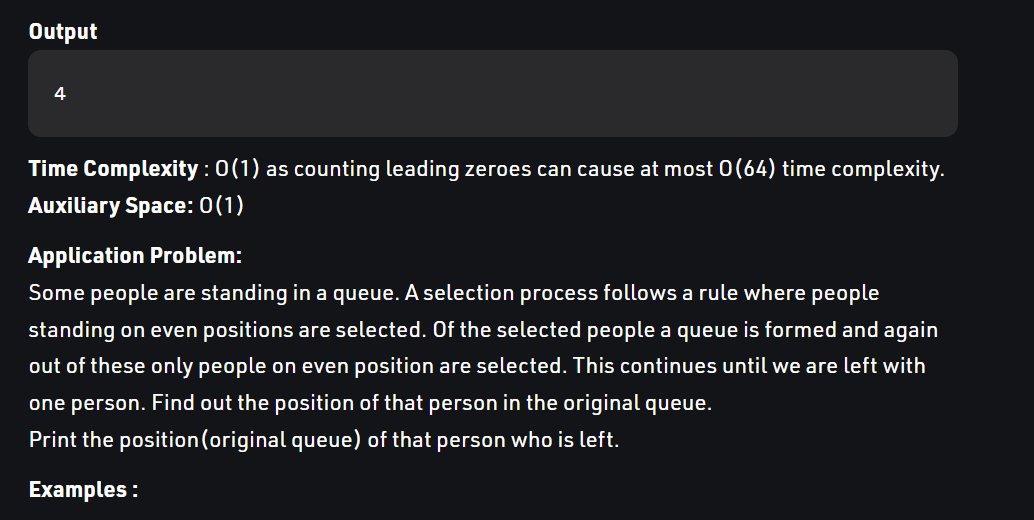 Output
4
Time Complexity : O(1) as counting leading zeroes can cause at most O(64) time complexity.
Auxiliary Space: O(1)
Application Problem:
Some people are standing in a queue. A selection process follows a rule where people
standing on even positions are selected. Of the selected people a queue is formed and again
out of these only people on even position are selected. This continues until we are left with
one person. Find out the position of that person in the original queue.
Print the position(original queue) of that person who is left.
Examples :